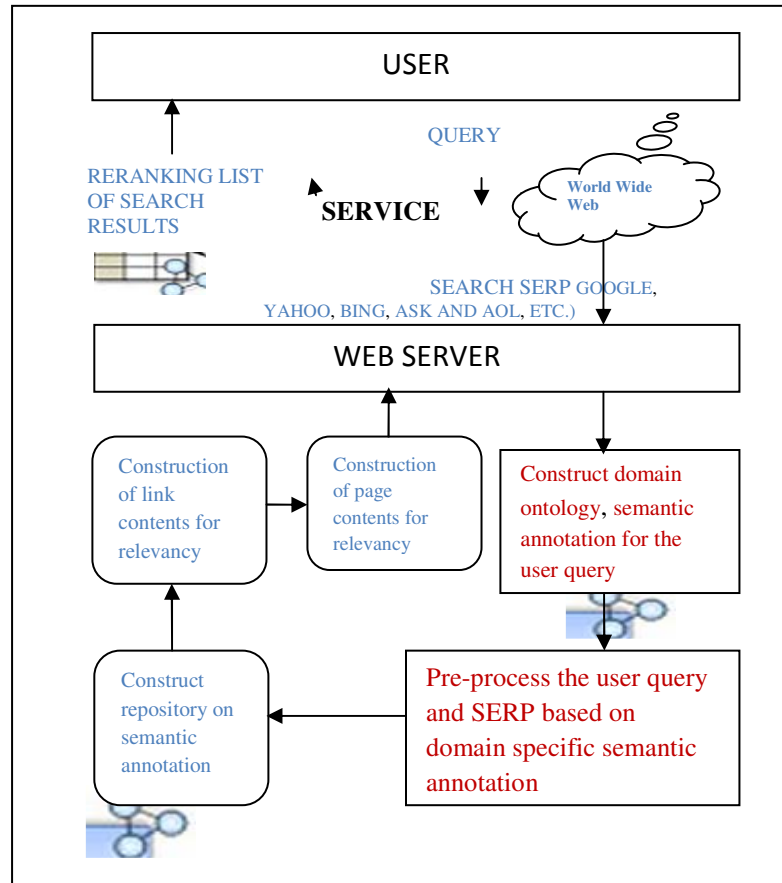 USER
QUERY
RERANKING LIST
OF SEARCH
RESULTS
SERVICE
World Wide
Web
SEARCH SERP GOOGLE,
YAHOO, BING, ASK AND AOL, ETC.)
WEB SERVER
Construction
of link
contents for
relevancy
Construction
of page
contents for
relevancy
Construct domain
ontology, semantic
annotation for the
user query
Construct
repository on
semantic
annotation
Pre-process the user query
and SERP based on
domain specific semantic
annotation